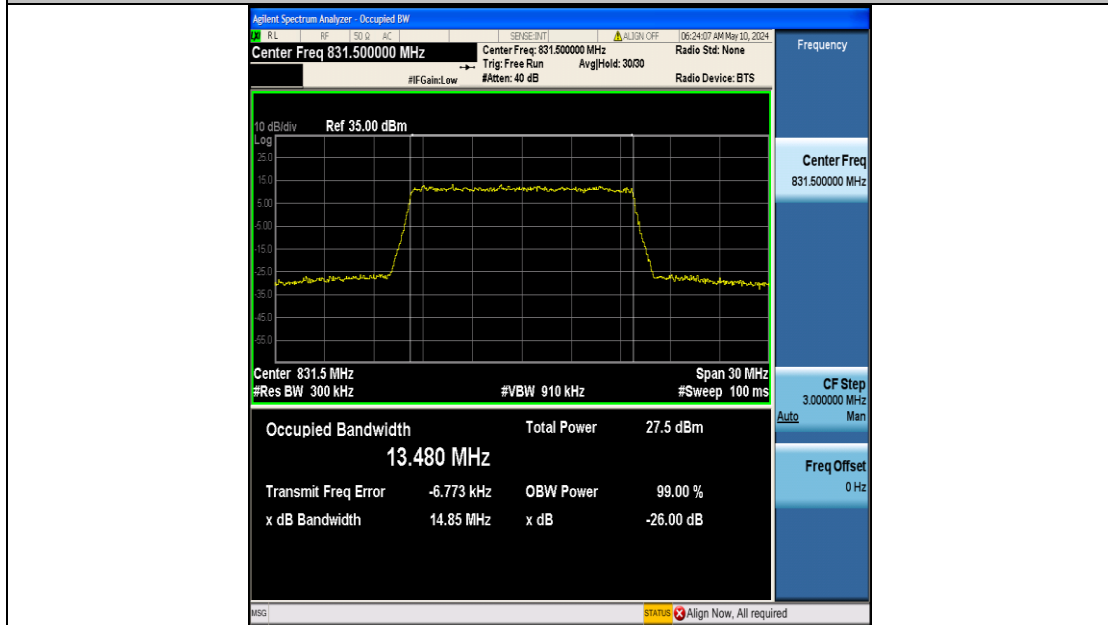 Agilent Spectrum Analyzer - Occupied BW
RL RF 50 Ω AC SENSE:INT ALIGN OFF 06:24:07 AM May 10, 2024
Center Freq 831.500000 MHz
Center Freq: 831.500000 MHz Radio Std: None
Trig: Free Run Avg|Hold: 30/30
#IFGain:Low #Atten: 40 dB Radio Device: BTS
Frequency
10 dB/div Ref 35.00 dBm
Log
25.0
15.0
5.00
-5.00
-15.0
-25.0
-35.0
-45.0
-55.0
Center 831.5 MHz Span 30 MHz
#Res BW 300 kHz #VBW 910 kHz #Sweep 100 ms
Occupied Bandwidth Total Power 27.5 dBm
13.480 MHz
Transmit Freq Error -6.773 kHz OBW Power 99.00 %
x dB Bandwidth 14.85 MHz x dB -26.00 dB
Center Freq
831.500000 MHz
CF Step
3.000000 MHz
Auto Man
Freq Offset
0 Hz
MSG STATUS Align Now, All required